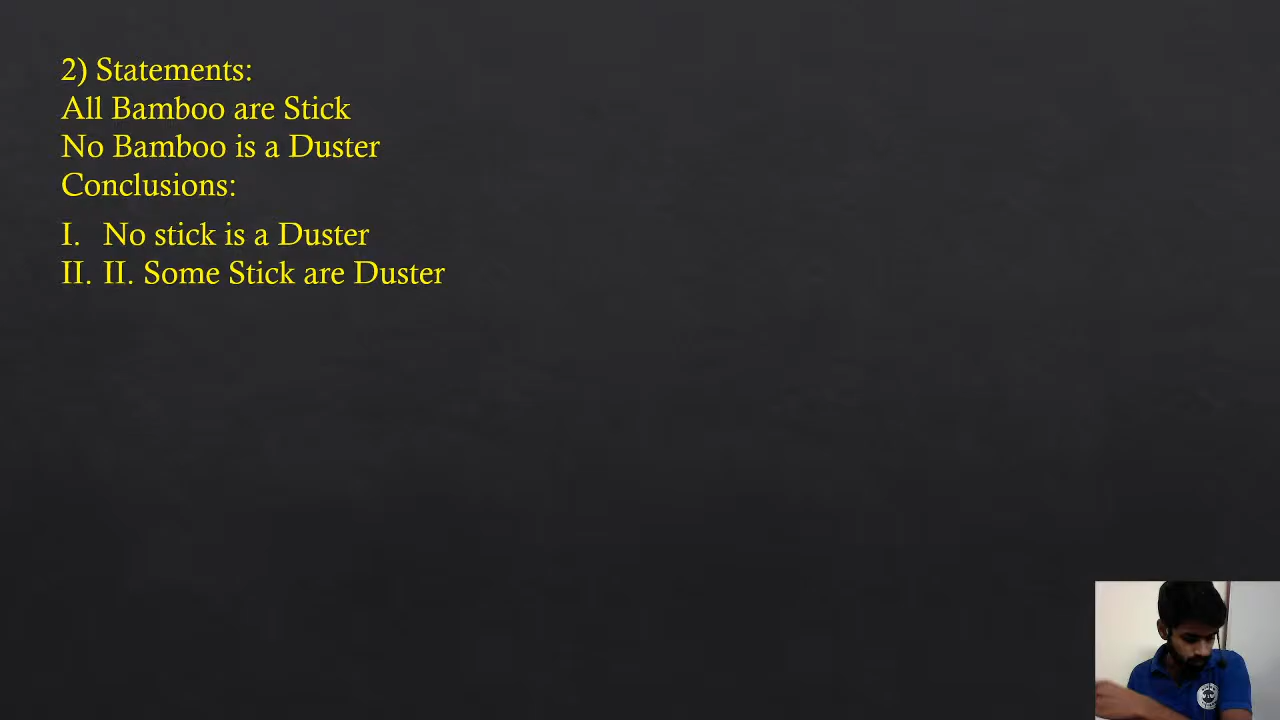 2) Statements:
All Bamboo are Stick
No Bamboo is a Duster
Conclusions:
I. No stick is a Duster
II. II. Some Stick are Duster